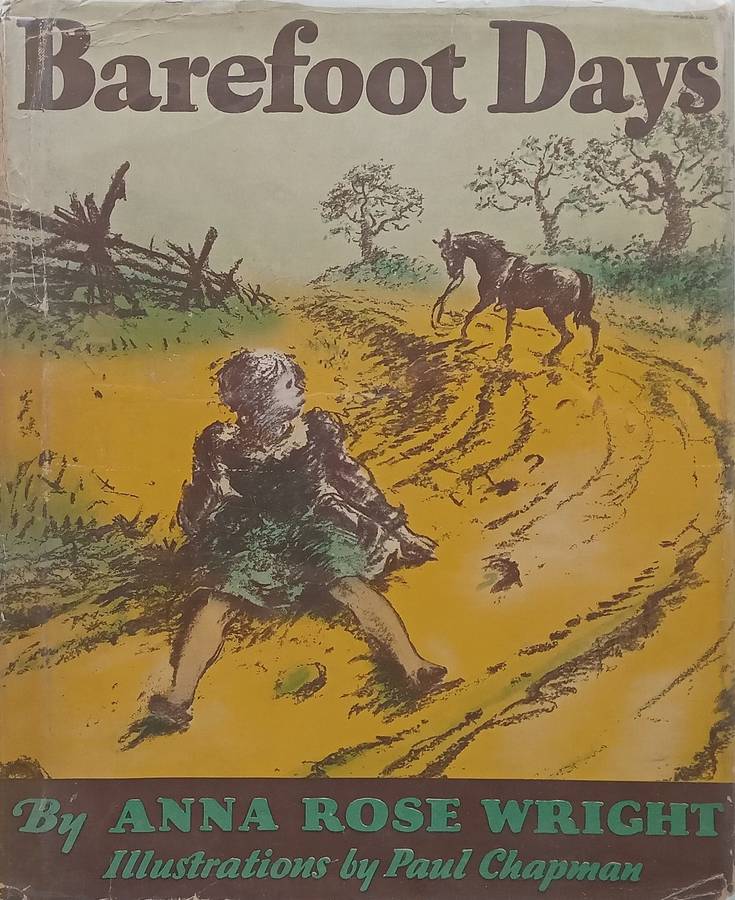 Barefoot Days
By ANNA ROSE WRIGHT
Illustrations by Paul Chapman